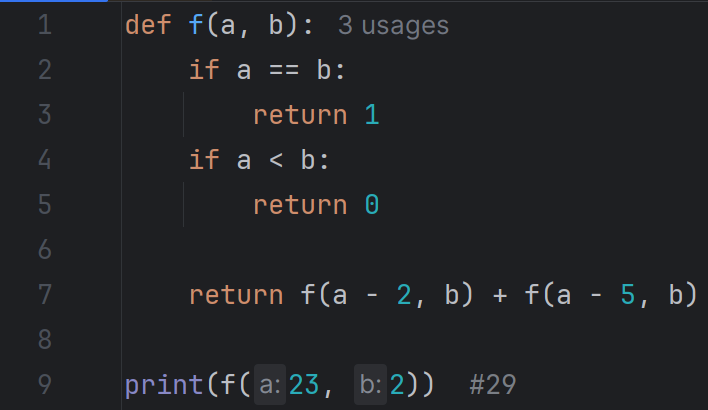 1 def f(a, b): 3 usages
2     if a == b:
3         return 1
4     if a < b:
5         return 0
6
7     return f(a - 2, b) + f(a - 5, b)
8
9 print(f(a: 23, b: 2))  #29